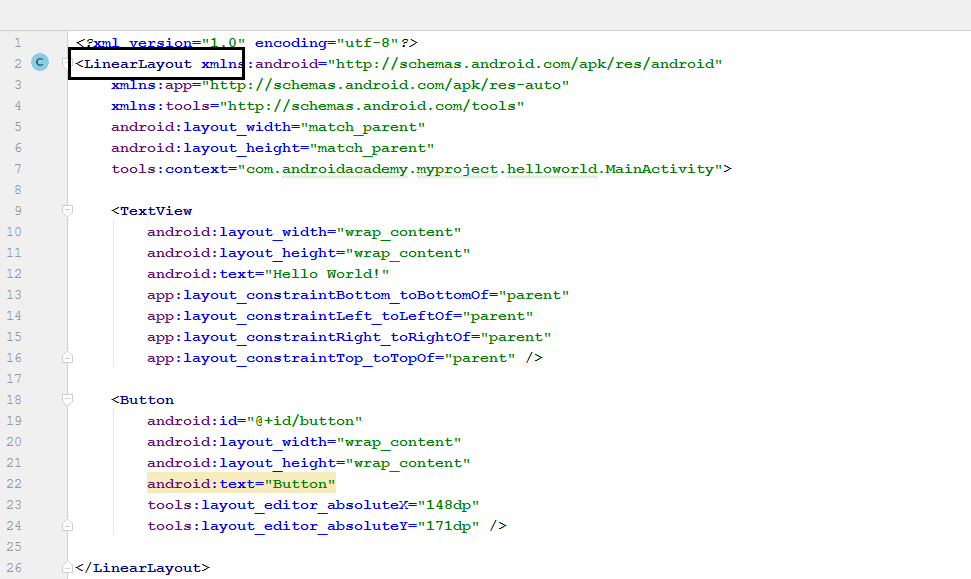 1 <?xml version="1.0" encoding="utf-8"?>
2 C <LinearLayout xmlns:android="http://schemas.android.com/apk/res/android"
3 xmlns:app="http://schemas.android.com/apk/res-auto"
4 xmlns:tools="http://schemas.android.com/tools"
5 android:layout_width="match_parent"
6 android:layout_height="match_parent"
7 tools:context="com.androidacademy.myproject.helloworld.MainActivity">
8
9 <TextView
10 android:layout_width="wrap_content"
11 android:layout_height="wrap_content"
12 android:text="Hello World!"
13 app:layout_constraintBottom_toBottomOf="parent"
14 app:layout_constraintLeft_toLeftOf="parent"
15 app:layout_constraintRight_toRightOf="parent"
16 app:layout_constraintTop_toTopOf="parent" />
17
18 <Button
19 android:id="@+id/button"
20 android:layout_width="wrap_content"
21 android:layout_height="wrap_content"
22 android:text="Button"
23 tools:layout_editor_absoluteX="148dp"
24 tools:layout_editor_absoluteY="171dp" />
25
26 </LinearLayout>